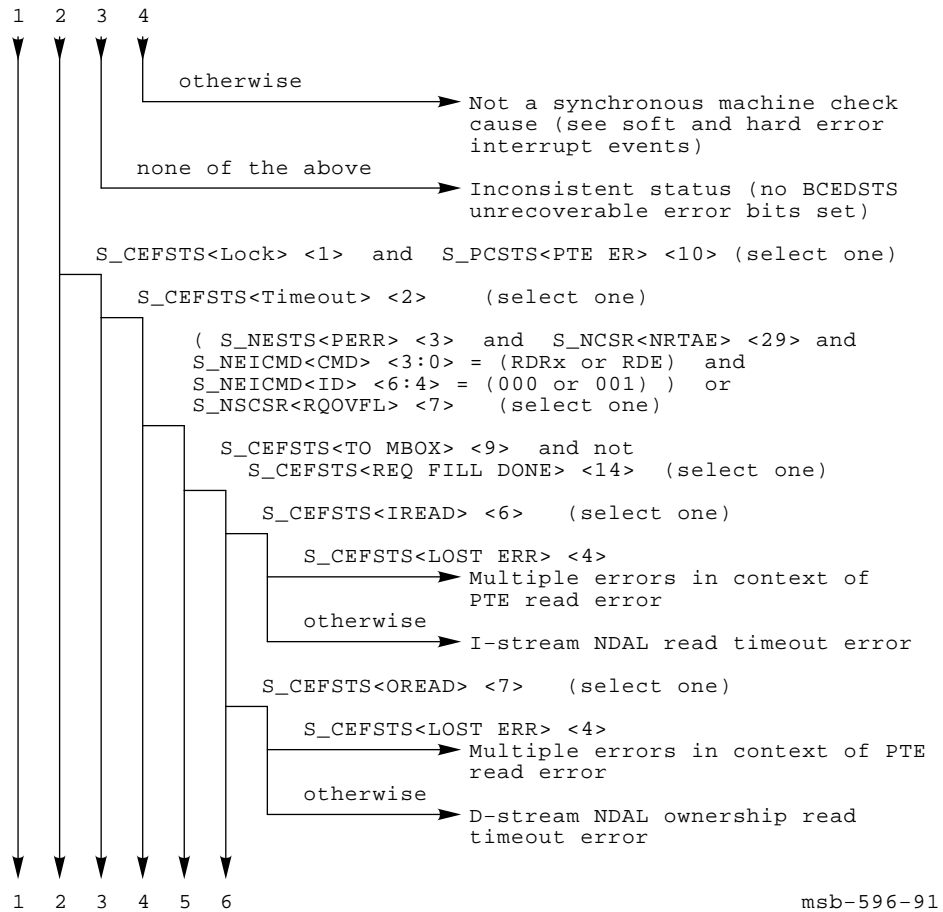 1 2 3 4
otherwise
Not a synchronous machine check
cause (see soft and hard error
interrupt events)
none of the above
Inconsistent status (no BCEDSTS
unrecoverable error bits set)
S_CEFSTS<Lock> <1> and S_PCSTS<PTE ER> <10> (select one)
S_CEFSTS<Timeout> <2> (select one)
( S_NESTS<PERR> <3> and S_NCSR<NRTAE> <29> and
S_NEICMD<CMD> <3:0> = (RDRx or RDE) and
S_NEICMD<ID> <6:4> = (000 or 001) ) or
S_NSCSR<RQOVFL> <7> (select one)
S_CEFSTS<TO MBOX> <9> and not
S_CEFSTS<REQ FILL DONE> <14> (select one)
S_CEFSTS<IREAD> <6> (select one)
S_CEFSTS<LOST ERR> <4>
Multiple errors in context of
PTE read error
otherwise
I-stream NDAL read timeout error
S_CEFSTS<OREAD> <7> (select one)
S_CEFSTS<LOST ERR> <4>
Multiple errors in context of PTE
read error
otherwise
D-stream NDAL ownership read
timeout error
1 2 3 4 5 6
msb-596-91